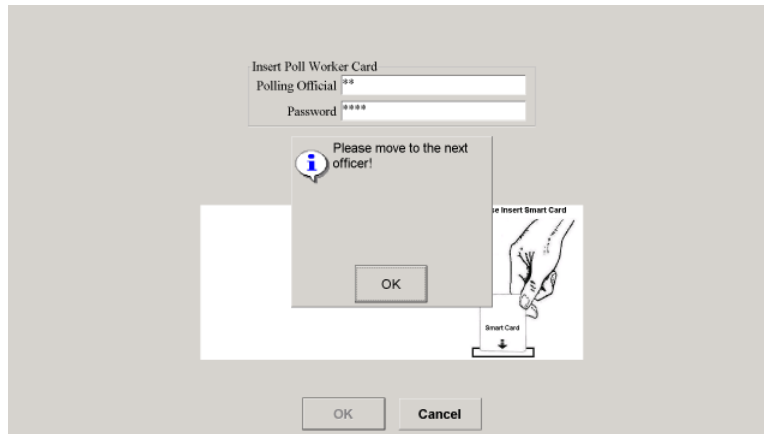 Insert Poll Worker Card
Polling Official **
Password ****
Please move to the next
officer!
OK
se Insert Smart Card
Smart Card
OK
Cancel